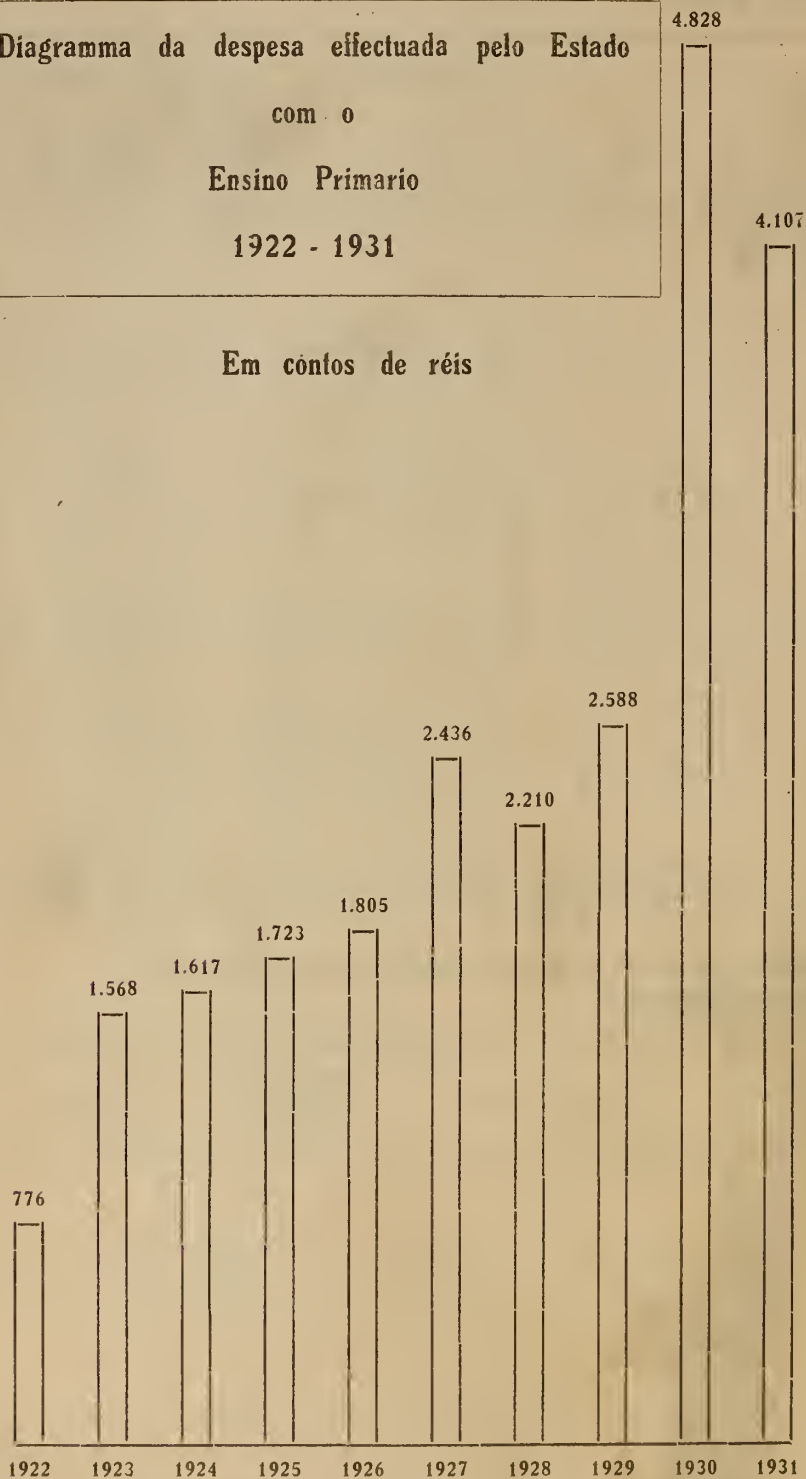 Diagramma da despesa effectuada pelo Estado
com o
Ensino Primario
1922 - 1931
Em contos de réis
4.828
4.107
2.588
2.436
2.210
1.805
1.723
1.617
1.568
776
1922 1923 1924 1925 1926 1927 1928 1929 1930 1931